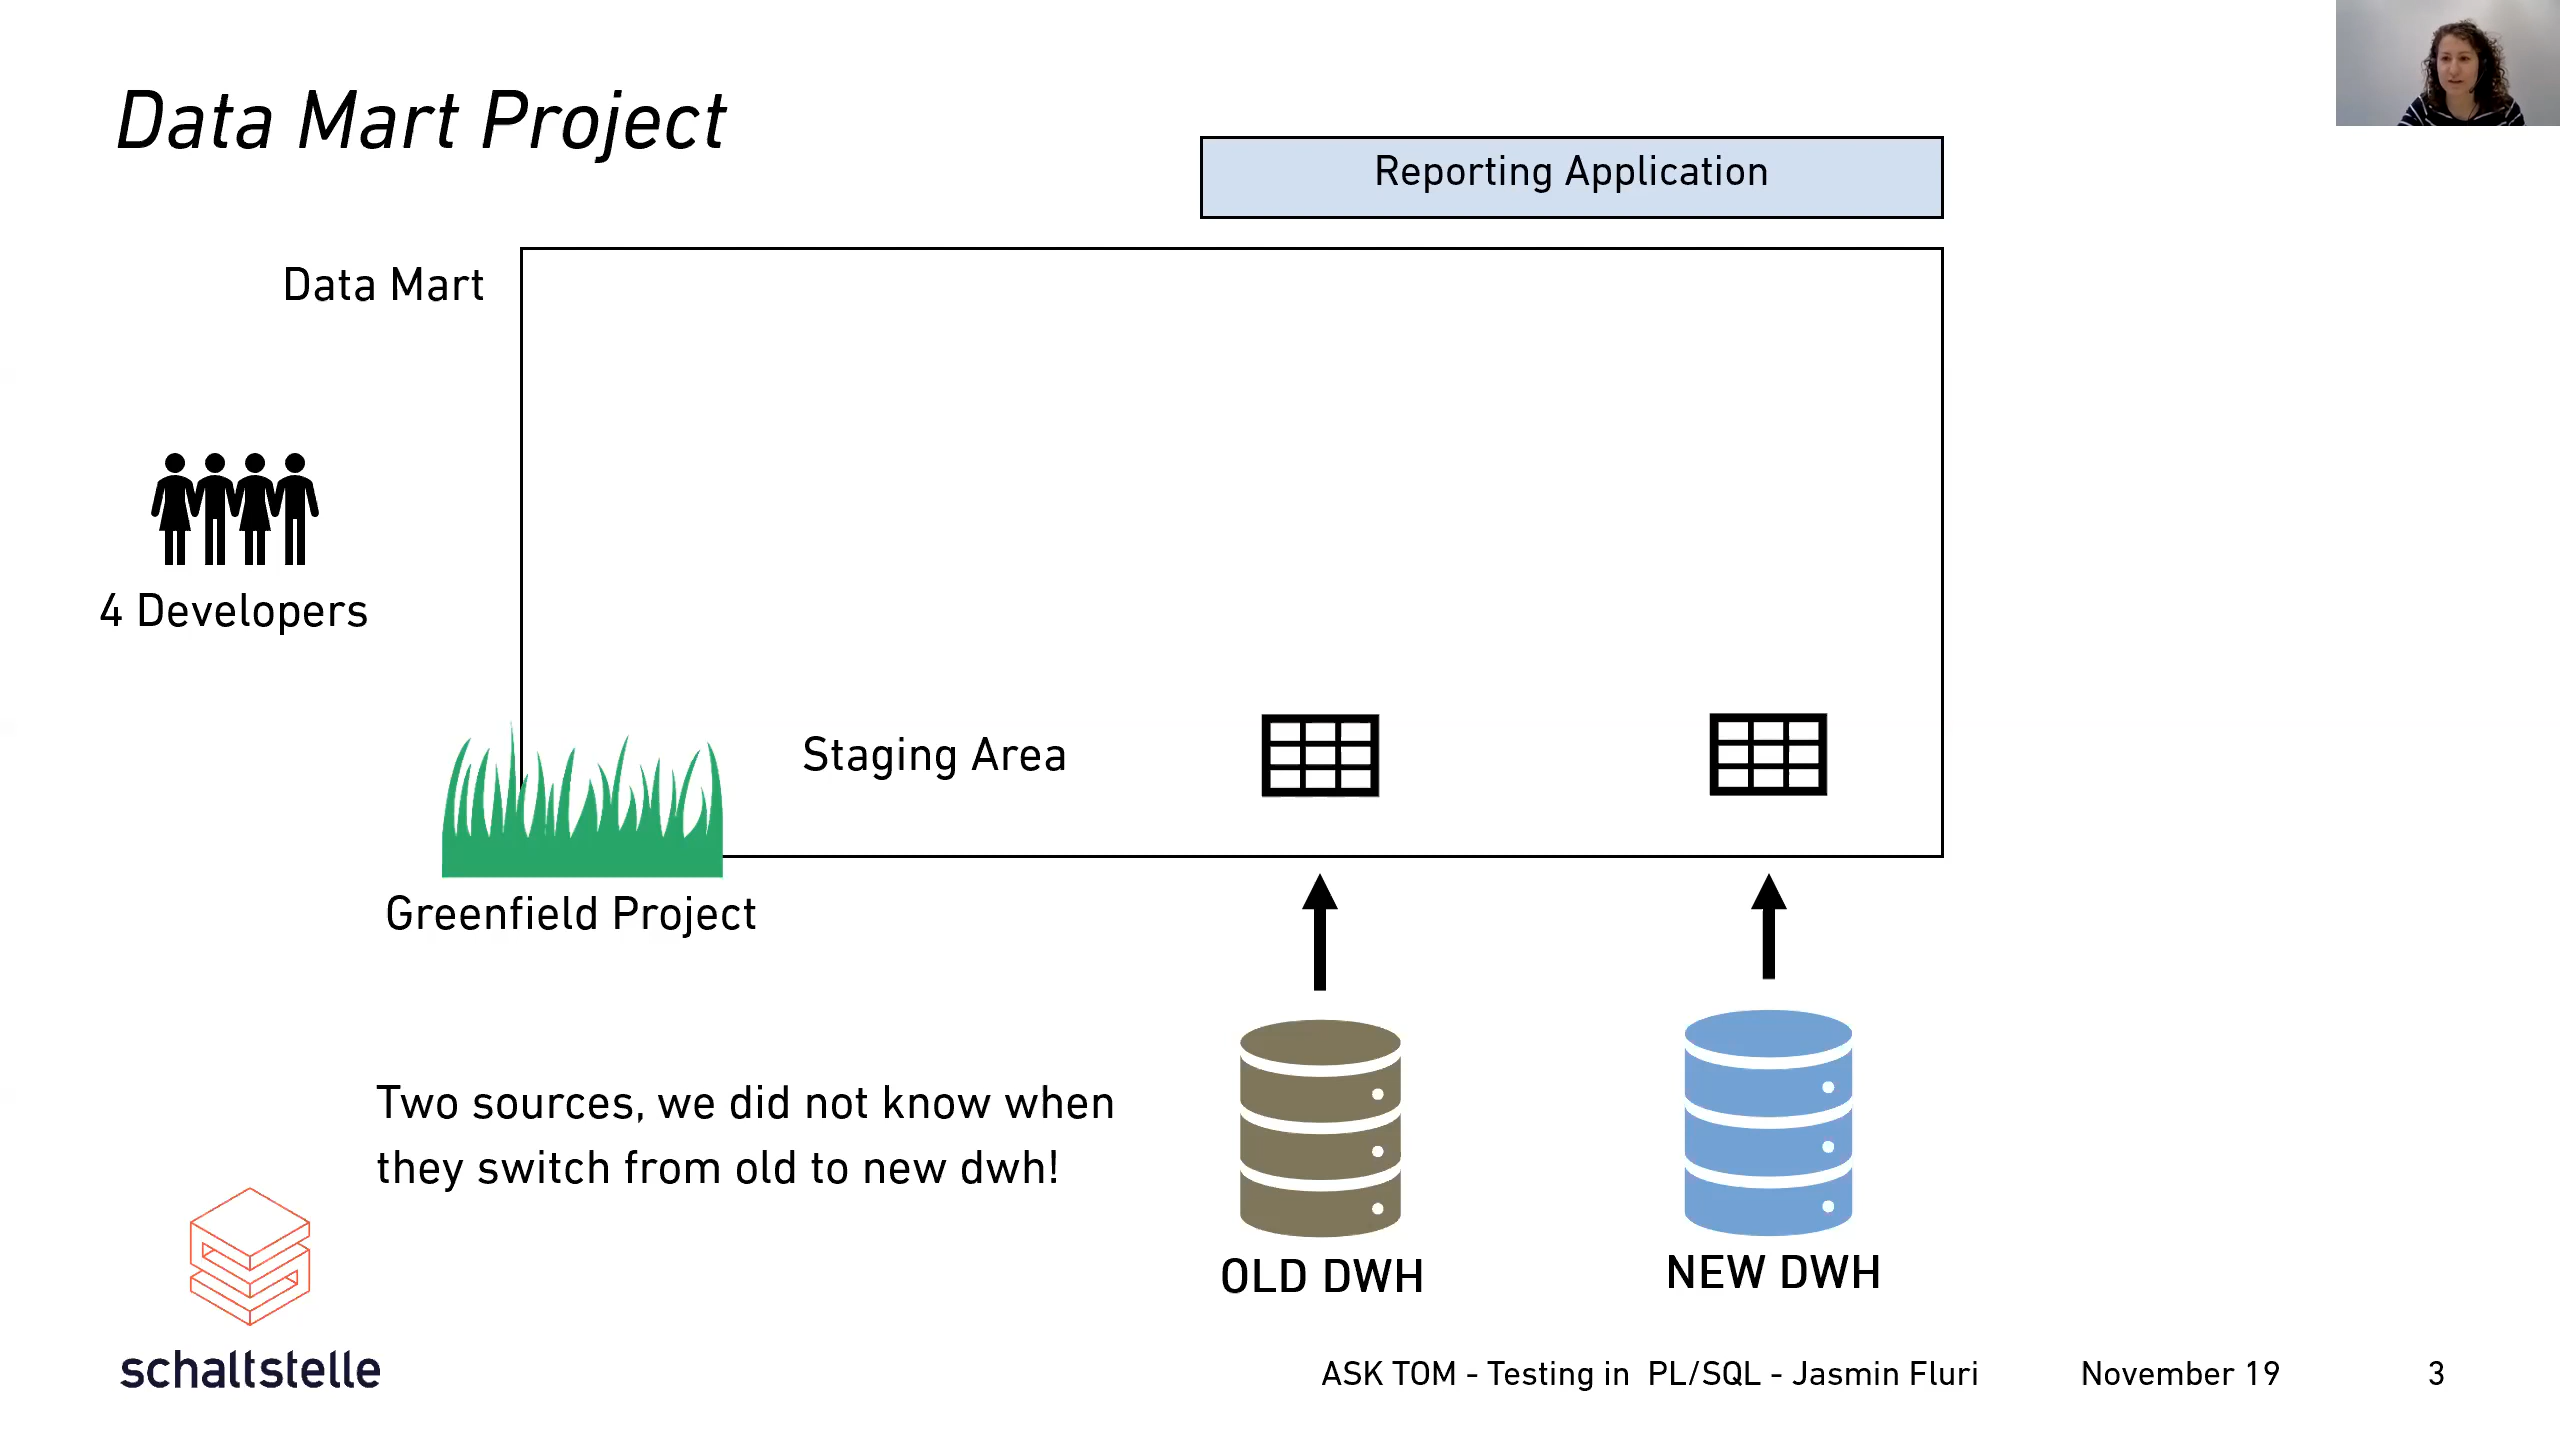 Data Mart Project
Reporting Application
Data Mart
4 Developers
Staging Area
Greenfield Project
Two sources, we did not know when
they switch from old to new dwh!
OLD DWH
NEW DWH
schaltstelle
ASK TOM - Testing in PL/SQL - Jasmin Fluri
November 19
3